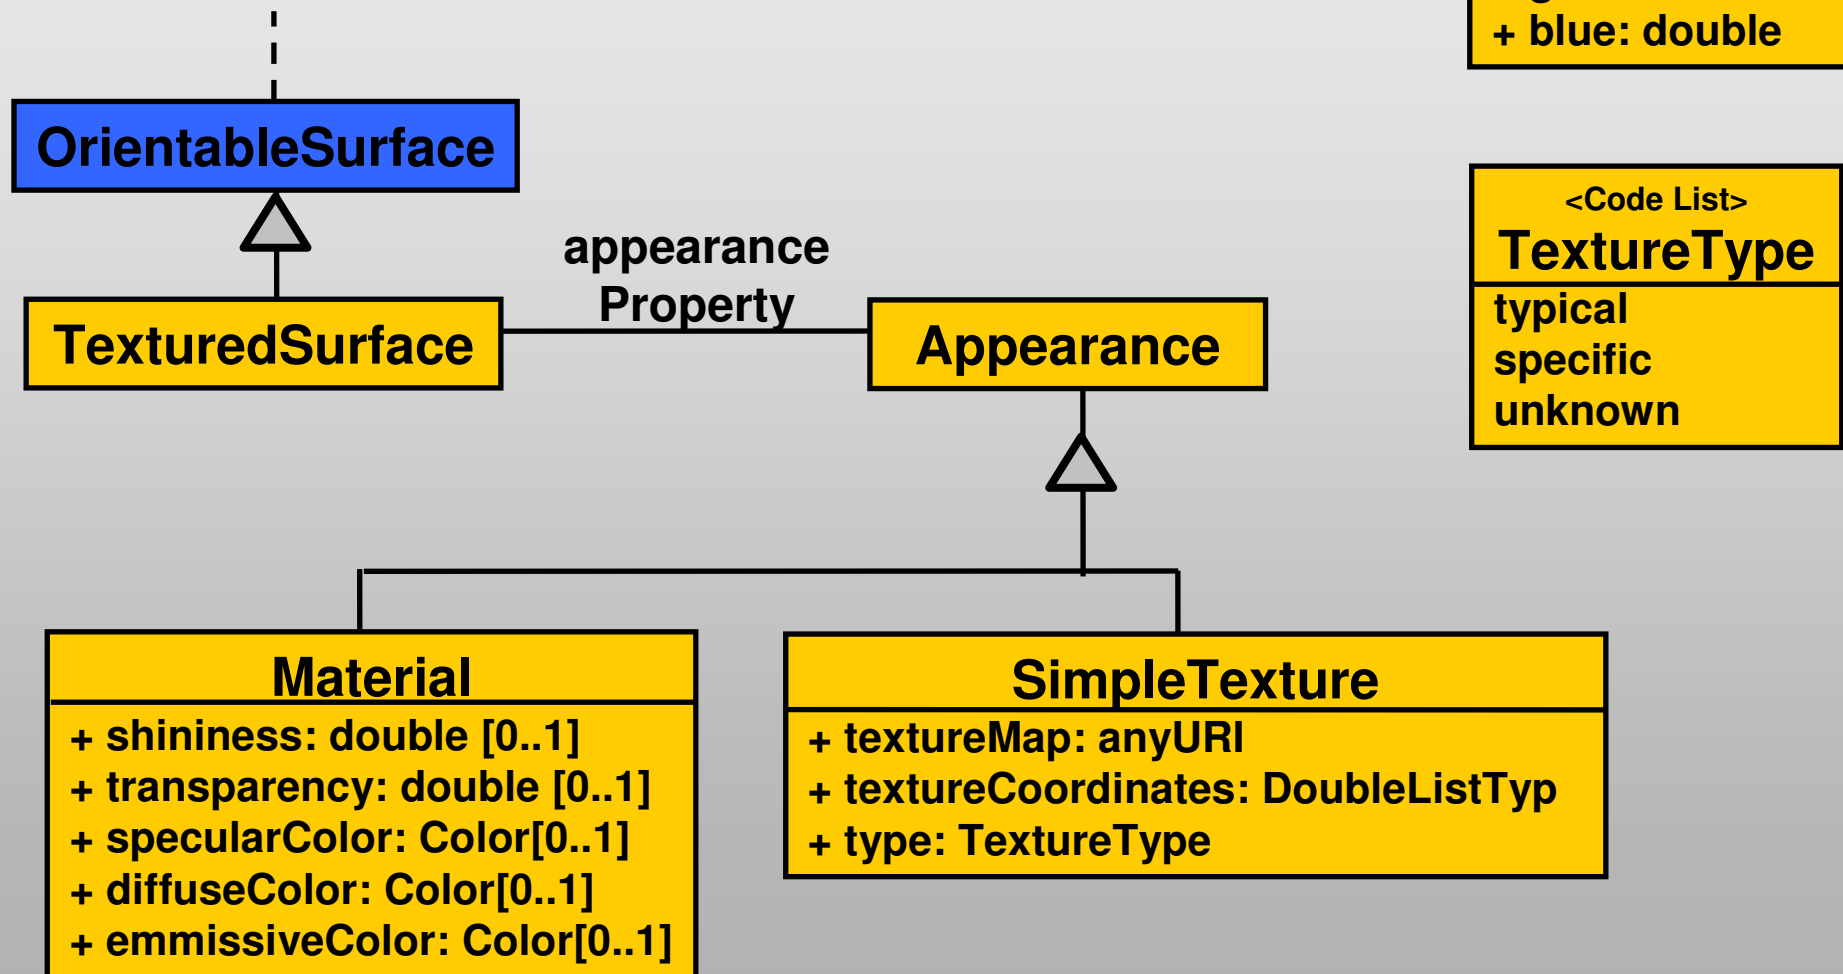 + blue: double
OrientableSurface
<Code List>
TextureType
typical
specific
unknown
appearance
Property
TexturedSurface
Appearance
Material
+ shininess: double [0..1]
+ transparency: double [0..1]
+ specularColor: Color[0..1]
+ diffuseColor: Color[0..1]
+ emmissiveColor: Color[0..1]
SimpleTexture
+ textureMap: anyURI
+ textureCoordinates: DoubleListTyp
+ type: TextureType